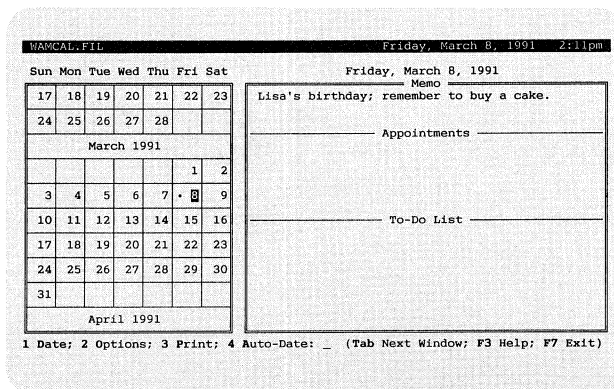 WAMCAL.FIL Friday, March 8, 1991 2:11pm
Sun Mon Tue Wed Thu Fri Sat
17 18 19 20 21 22 23
24 25 26 27 28
March 1991
1 2
3 4 5 6 7 · 8 9
10 11 12 13 14 15 16
17 18 19 20 21 22 23
24 25 26 27 28 29 30
31
April 1991
Friday, March 8, 1991
Memo
Lisa's birthday; remember to buy a cake.
Appointments
To-Do List
1 Date; 2 Options; 3 Print; 4 Auto-Date: _ (Tab Next Window; F3 Help; F7 Exit)